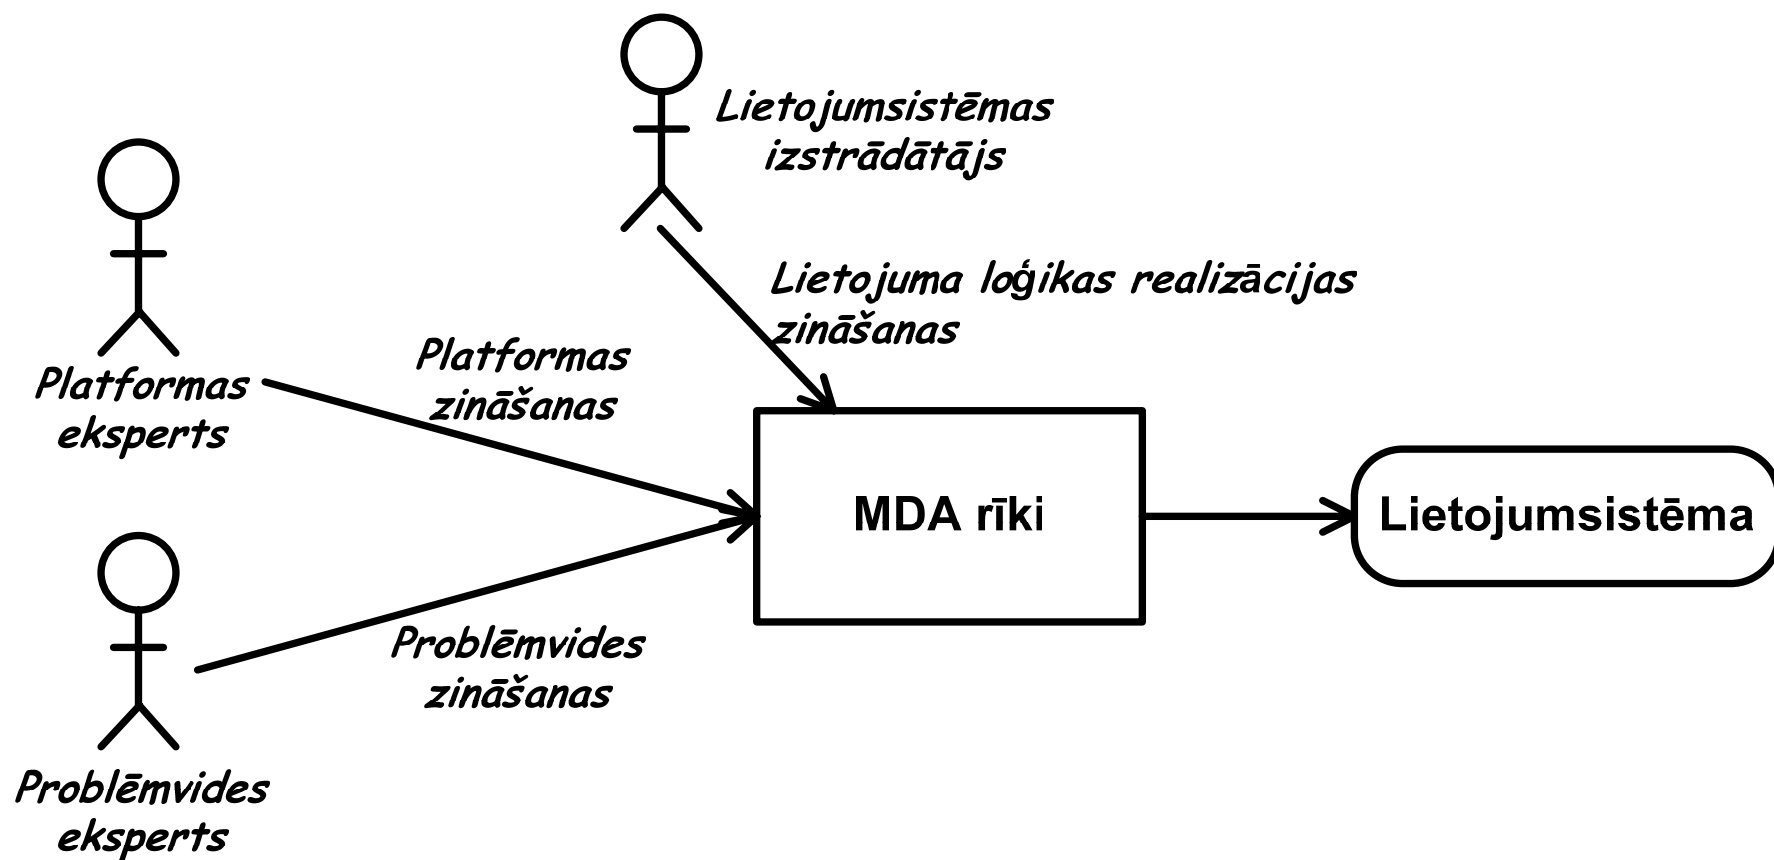 Lietojumsistēmas
izstrādātājs
Lietojuma loģikas realizācijas
zināšanas
Platformas
eksperts
Platformas
zināšanas
MDA rīki
Lietojumsistēma
Problēmvides
zināšanas
Problēmvides
eksperts